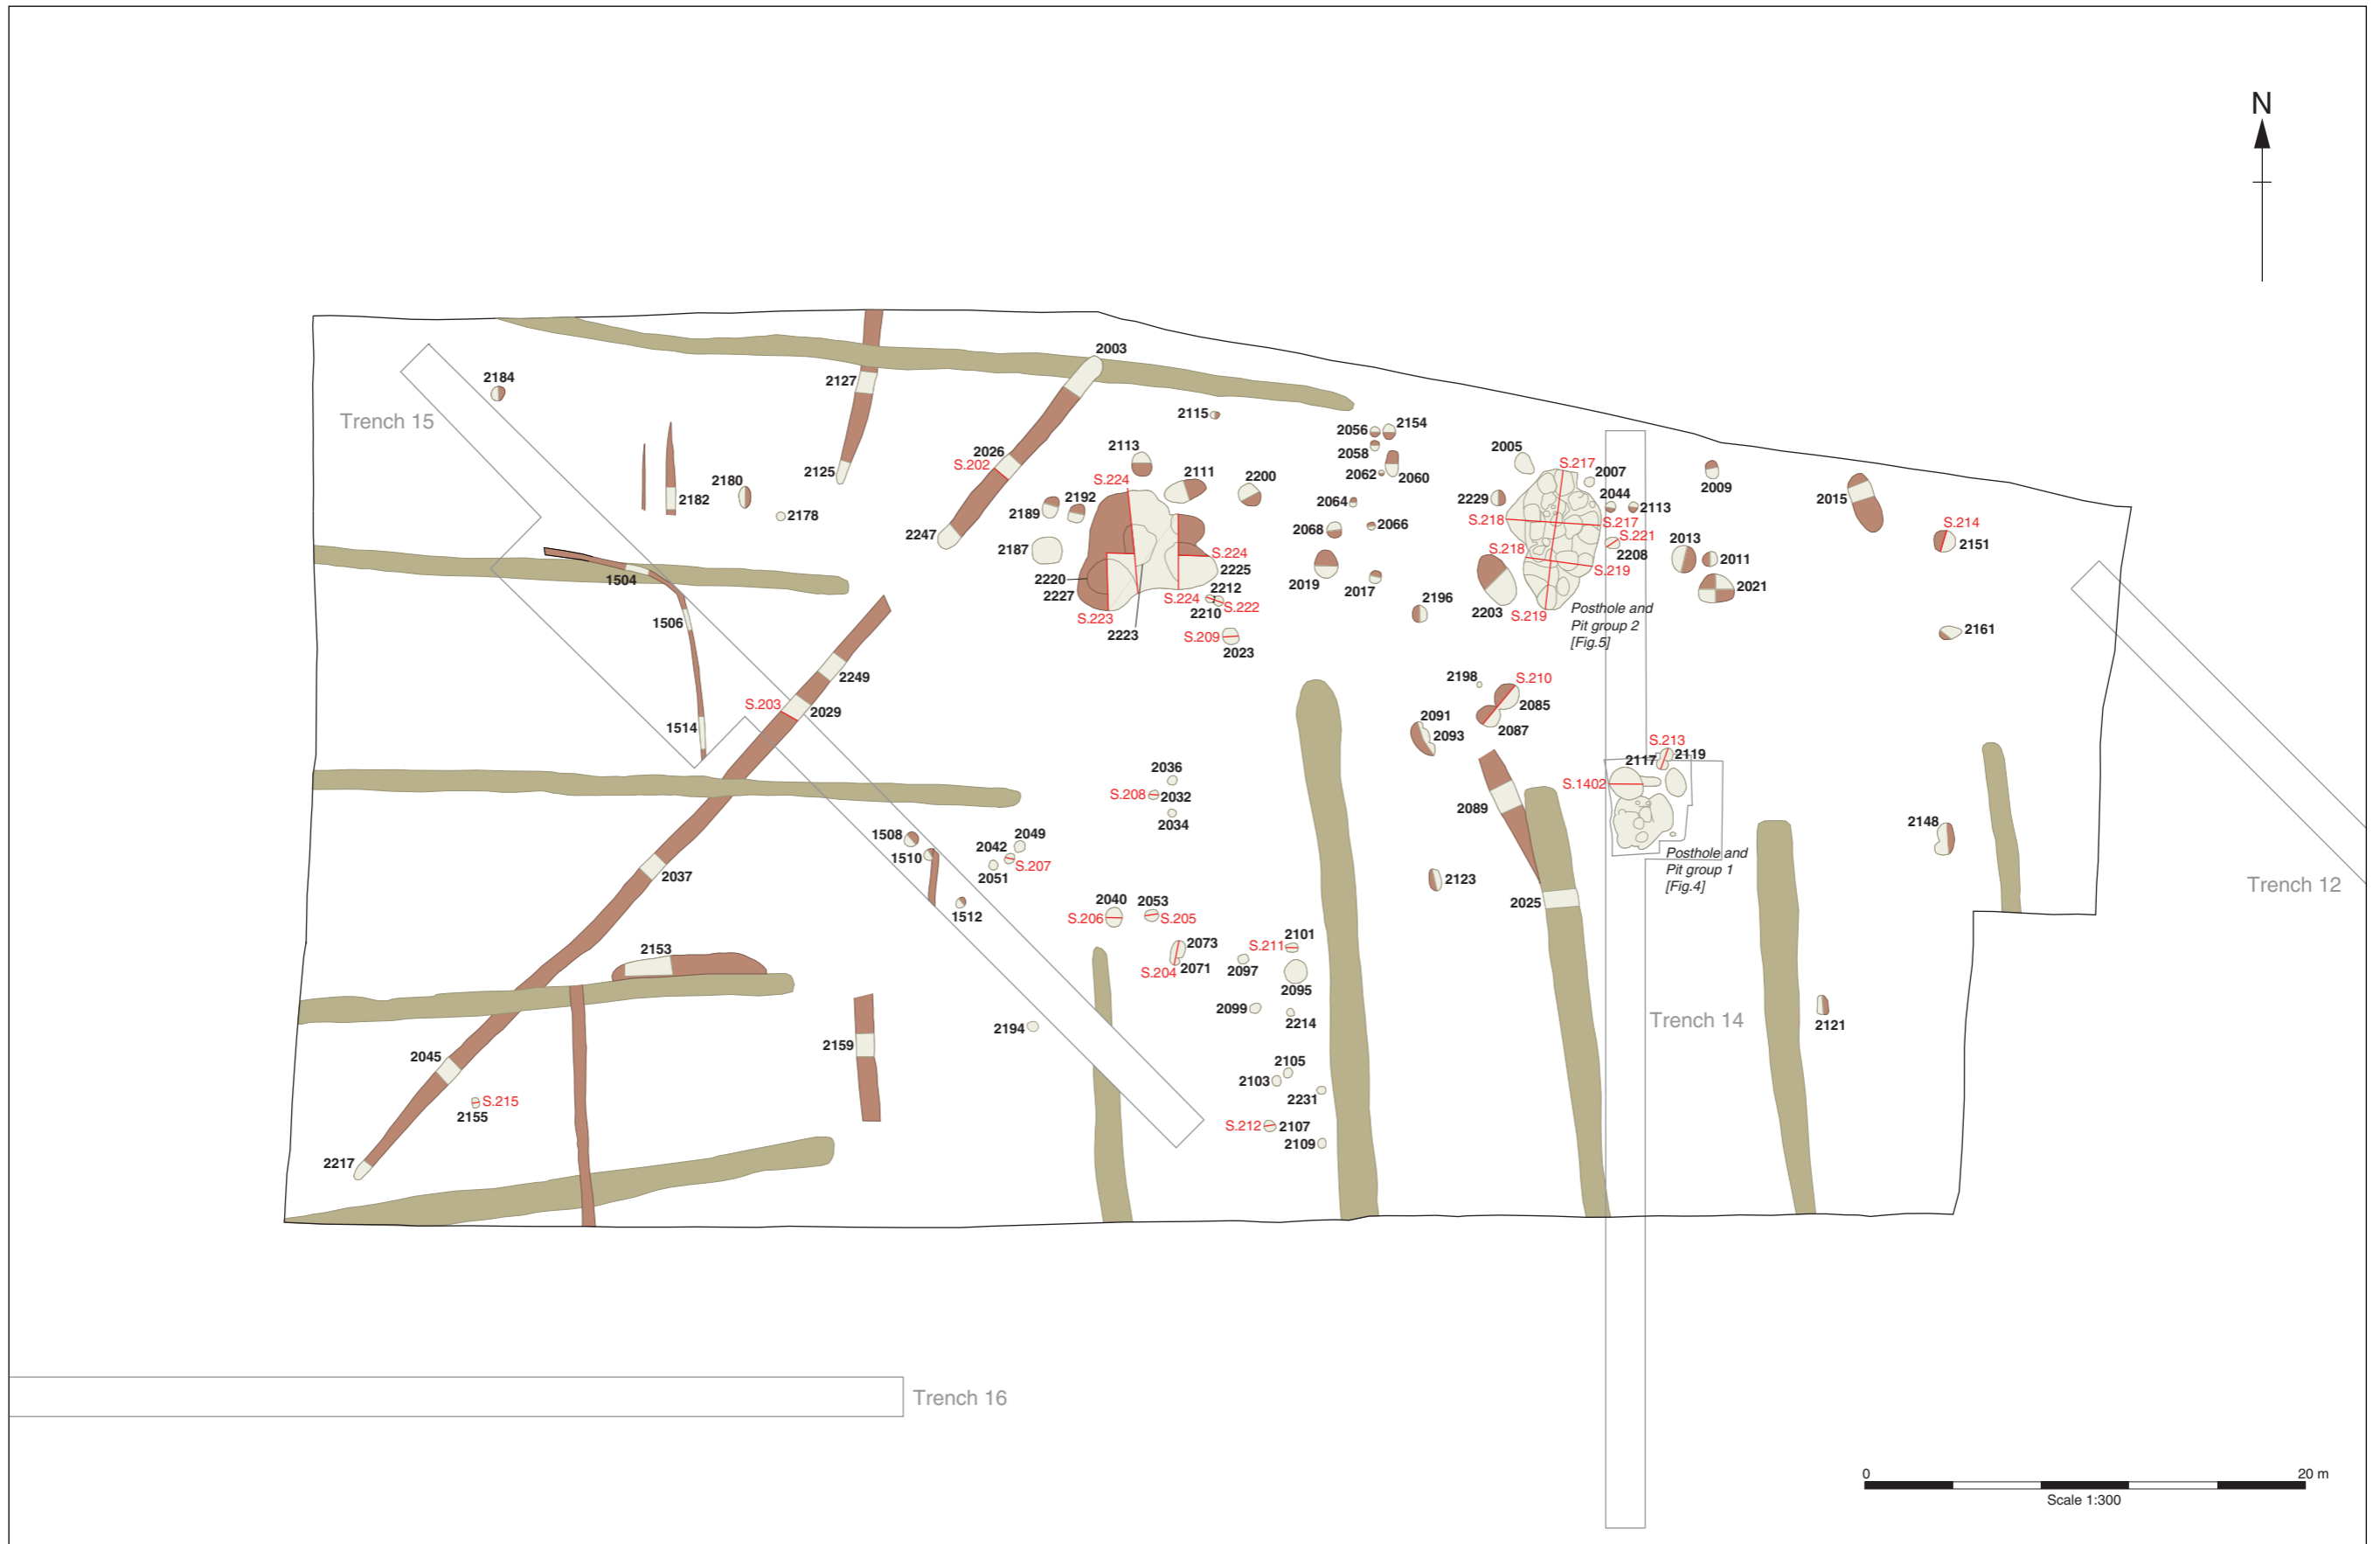 N
2003
2184
2127
Trench 15
2115
2056
2154
2026
S.202
2113
2058
2005
S.217
2125
S.224
2111
2200
2062
2060
2007
2009
2180
2182
2192
2229
2044
2015
2178
2189
2064
2113
2247
2068
2066
S.218
S.217
S.214
S.221
2013
2151
2187
S.224
S.218
2208
2011
1504
2220
2225
2019
2017
S.219
2021
2227
2212
S.224
S.222
2196
2203
S.219
Posthole and
Pit group 2
[Fig.5]
1506
S.223
2210
2223
S.209
2023
2161
2249
2198
S.210
S.203
2029
2085
1514
2091
2093
2087
S.213
2117
2119
2036
S.208
2032
S.1402
2034
2089
1508
2049
2042
2148
1510
S.207
Posthole and
Pit group 1
[Fig.4]
2037
2051
2123
Trench 12
2040
2053
2025
1512
S.206
S.205
2101
2153
2073
S.211
S.204
2071
2097
2095
2099
2194
2214
Trench 14
2121
2159
2045
2105
2103
S.215
2155
2231
S.212
2107
2109
2217
Trench 16
0
20 m
Scale 1:300